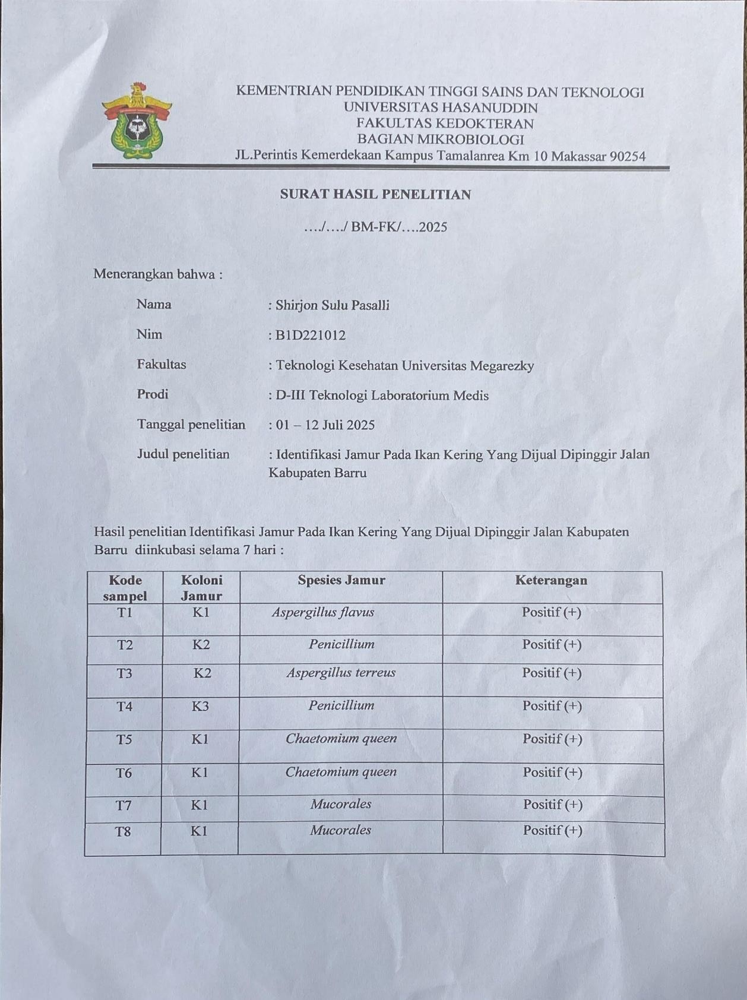 KEMENTRIAN PENDIDIKAN TINGGI SAINS DAN TEKNOLOGI
UNIVERSITAS HASANUDDIN
FAKULTAS KEDOKTERAN
BAGIAN MIKROBIOLOGI
JL.Perintis Kemerdekaan Kampus Tamalanrea Km 10 Makassar 90254
SURAT HASIL PENELITIAN
…./…./ BM-FK/….2025
Menerangkan bahwa :
Nama : Shirjon Sulu Pasalli
Nim : B1D221012
Fakultas : Teknologi Kesehatan Universitas Megarezky
Prodi : D-III Teknologi Laboratorium Medis
Tanggal penelitian : 01 – 12 Juli 2025
Judul penelitian : Identifikasi Jamur Pada Ikan Kering Yang Dijual Dipinggir Jalan
Kabupaten Barru
Hasil penelitian Identifikasi Jamur Pada Ikan Kering Yang Dijual Dipinggir Jalan Kabupaten
Barru diinkubasi selama 7 hari :
Kode Koloni Spesies Jamur Keterangan
sampel Jamur
T1 K1 Aspergillus flavus Positif (+)
T2 K2 Penicillium Positif (+)
T3 K2 Aspergillus terreus Positif (+)
T4 K3 Penicillium Positif (+)
T5 K1 Chaetomium queen Positif (+)
T6 K1 Chaetomium queen Positif (+)
T7 K1 Mucorales Positif (+)
T8 K1 Mucorales Positif (+)